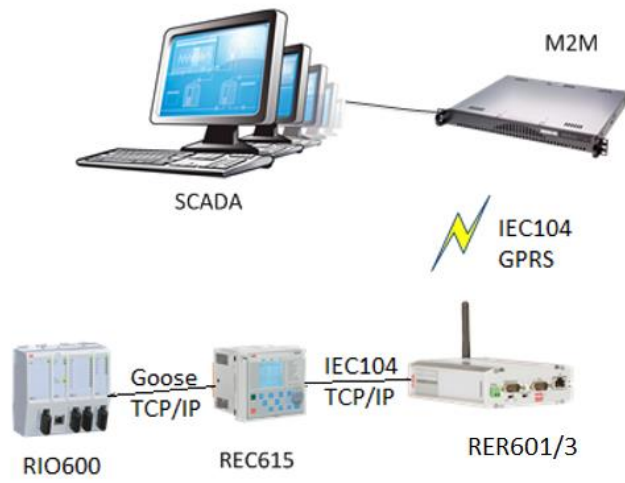 M2M
SCADA
IEC104
GPRS
Goose
TCP/IP
IEC104
TCP/IP
RIO600
REC615
RER601/3